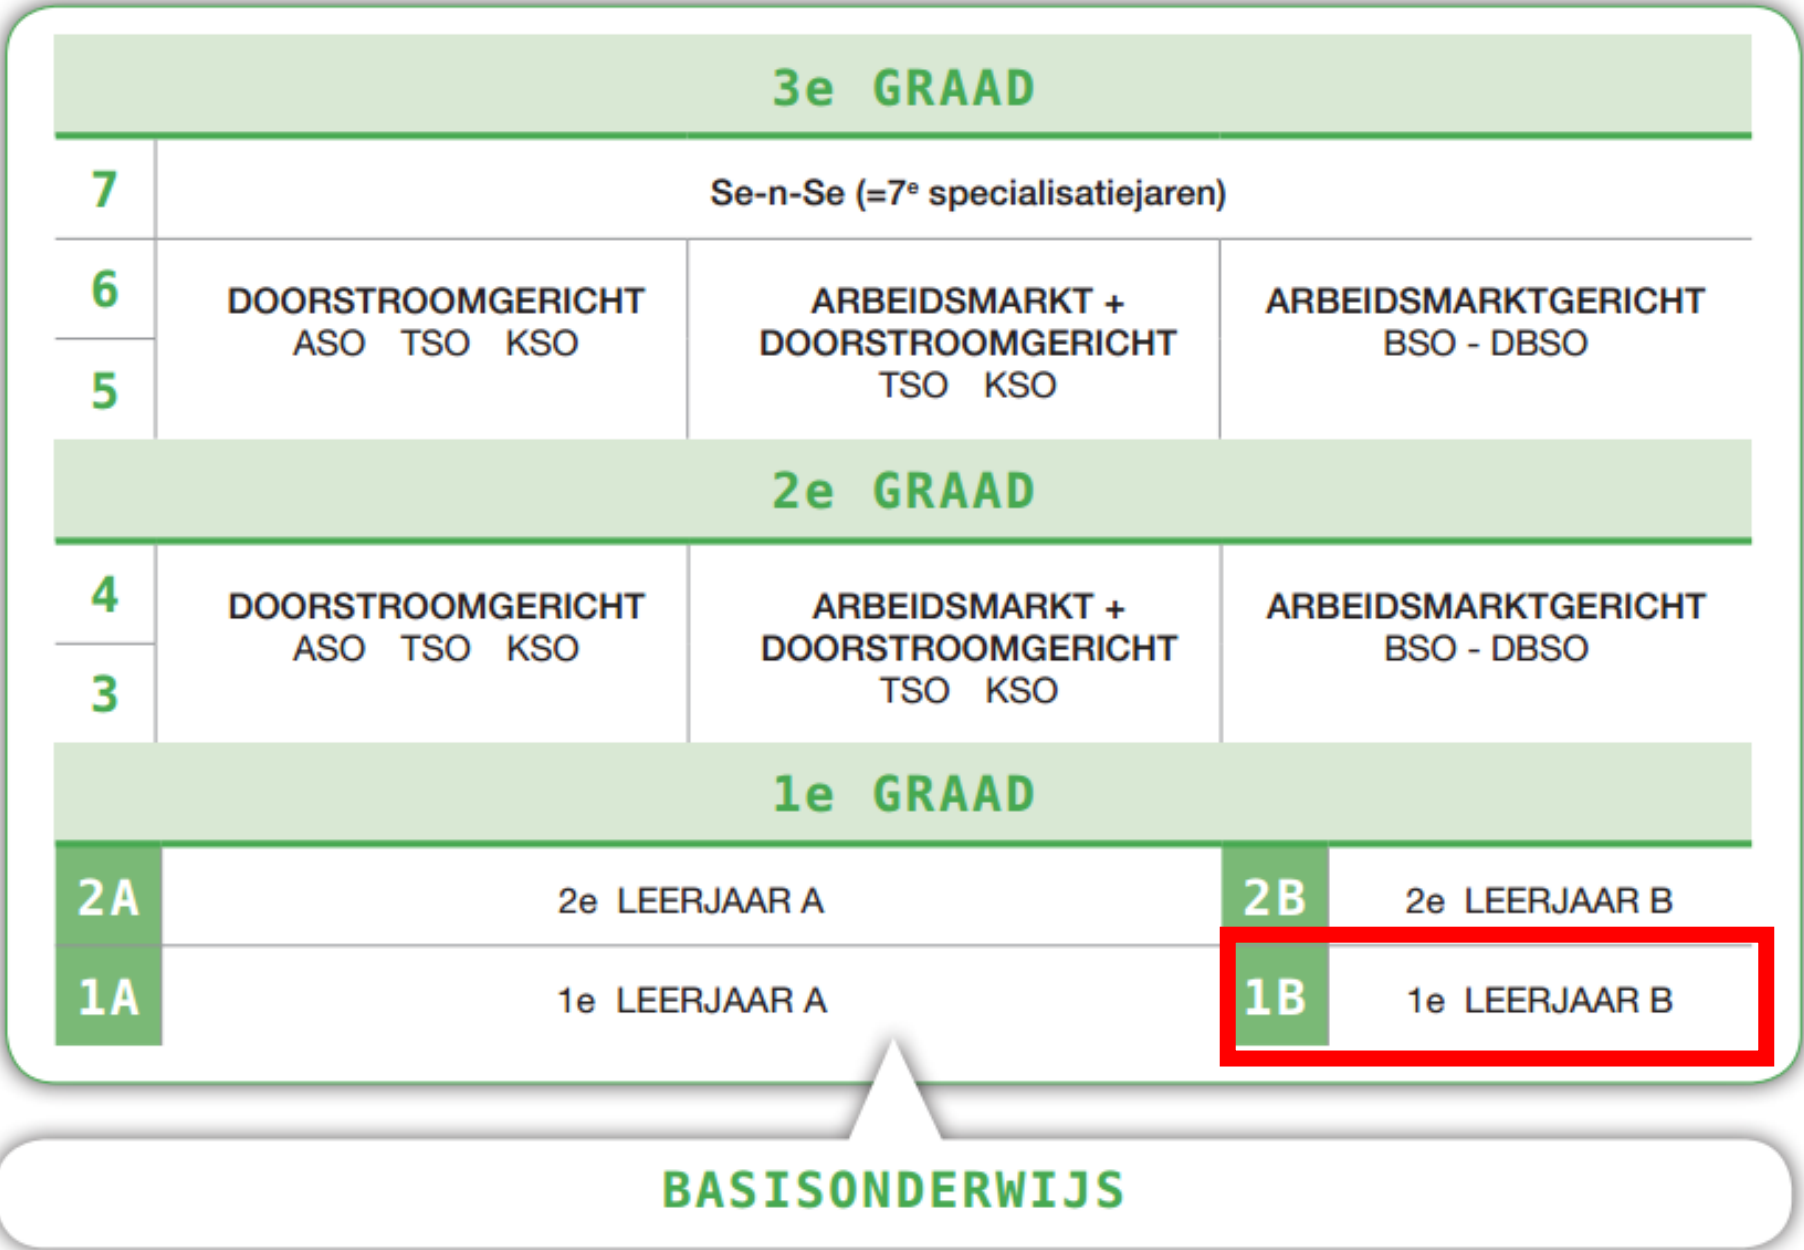 3e GRAAD
7
Se-n-Se (=7e specialisatiejaren)
6
5
DOORSTROOMGERICHT
ASO TSO KSO
ARBEIDSMARKT +
DOORSTROOMGERICHT
TSO KSO
ARBEIDSMARKTGERICHT
BSO - DBSO
2e GRAAD
4
3
DOORSTROOMGERICHT
ASO TSO KSO
ARBEIDSMARKT +
DOORSTROOMGERICHT
TSO KSO
ARBEIDSMARKTGERICHT
BSO - DBSO
1e GRAAD
2A 2e LEERJAAR A 2B 2e LEERJAAR B
1A 1e LEERJAAR A 1B 1e LEERJAAR B
BASISONDERWIJS